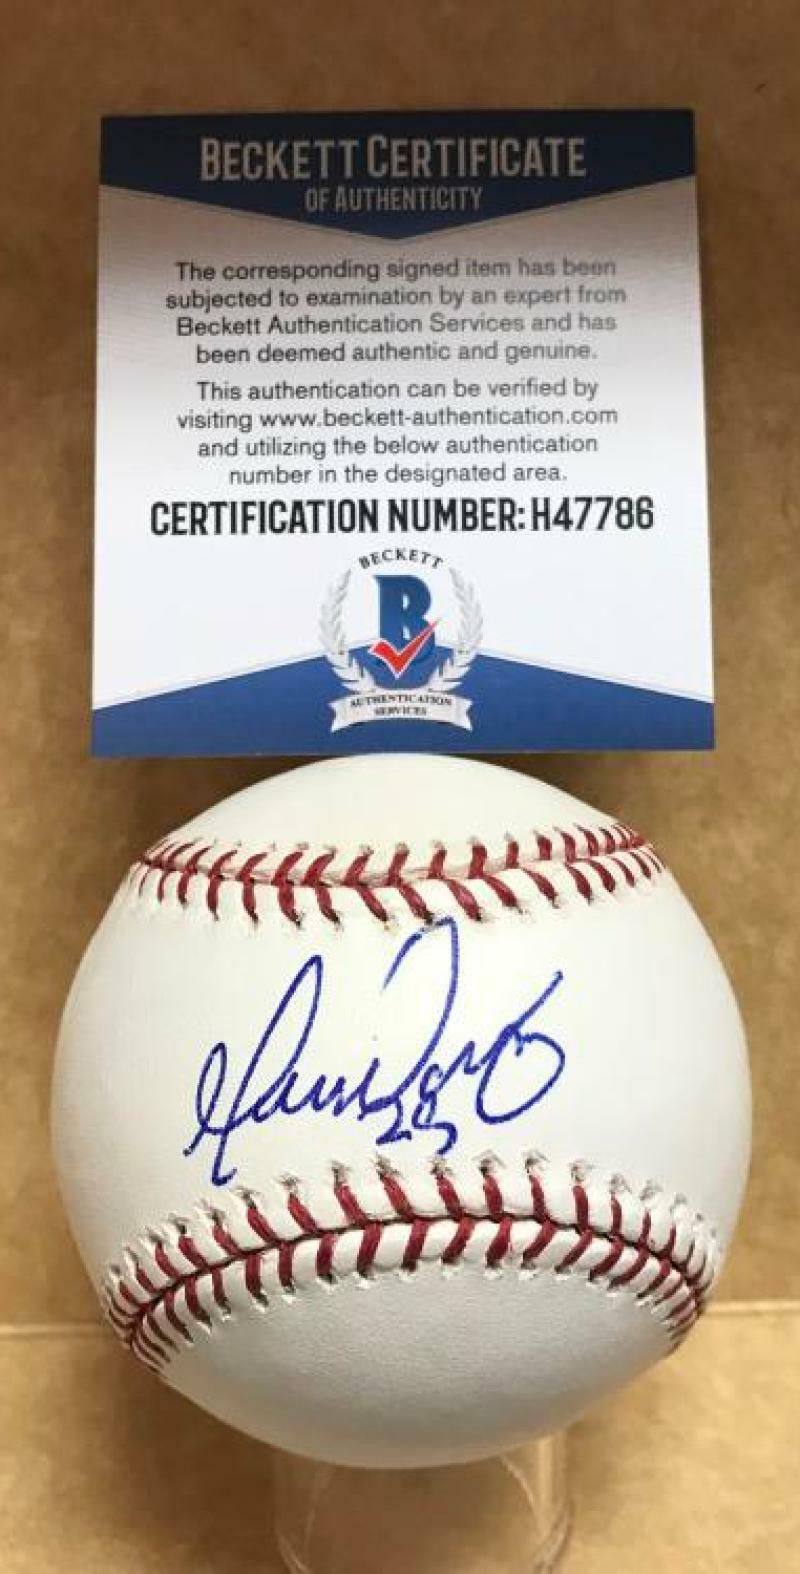 BECKETT CERTIFICATE
OF AUTHENTICITY
The corresponding signed item has been
subjected to examination by an expert from
Beckett Authentication Services and has
been deemed authentic and genuine.
This authentication can be verified by
visiting www.beckett-authentication.com
and utilizing the below authentication
number in the designated area.
CERTIFICATION NUMBER: H47786
BECKETT
B
AUTHENTICATION
SERVICES